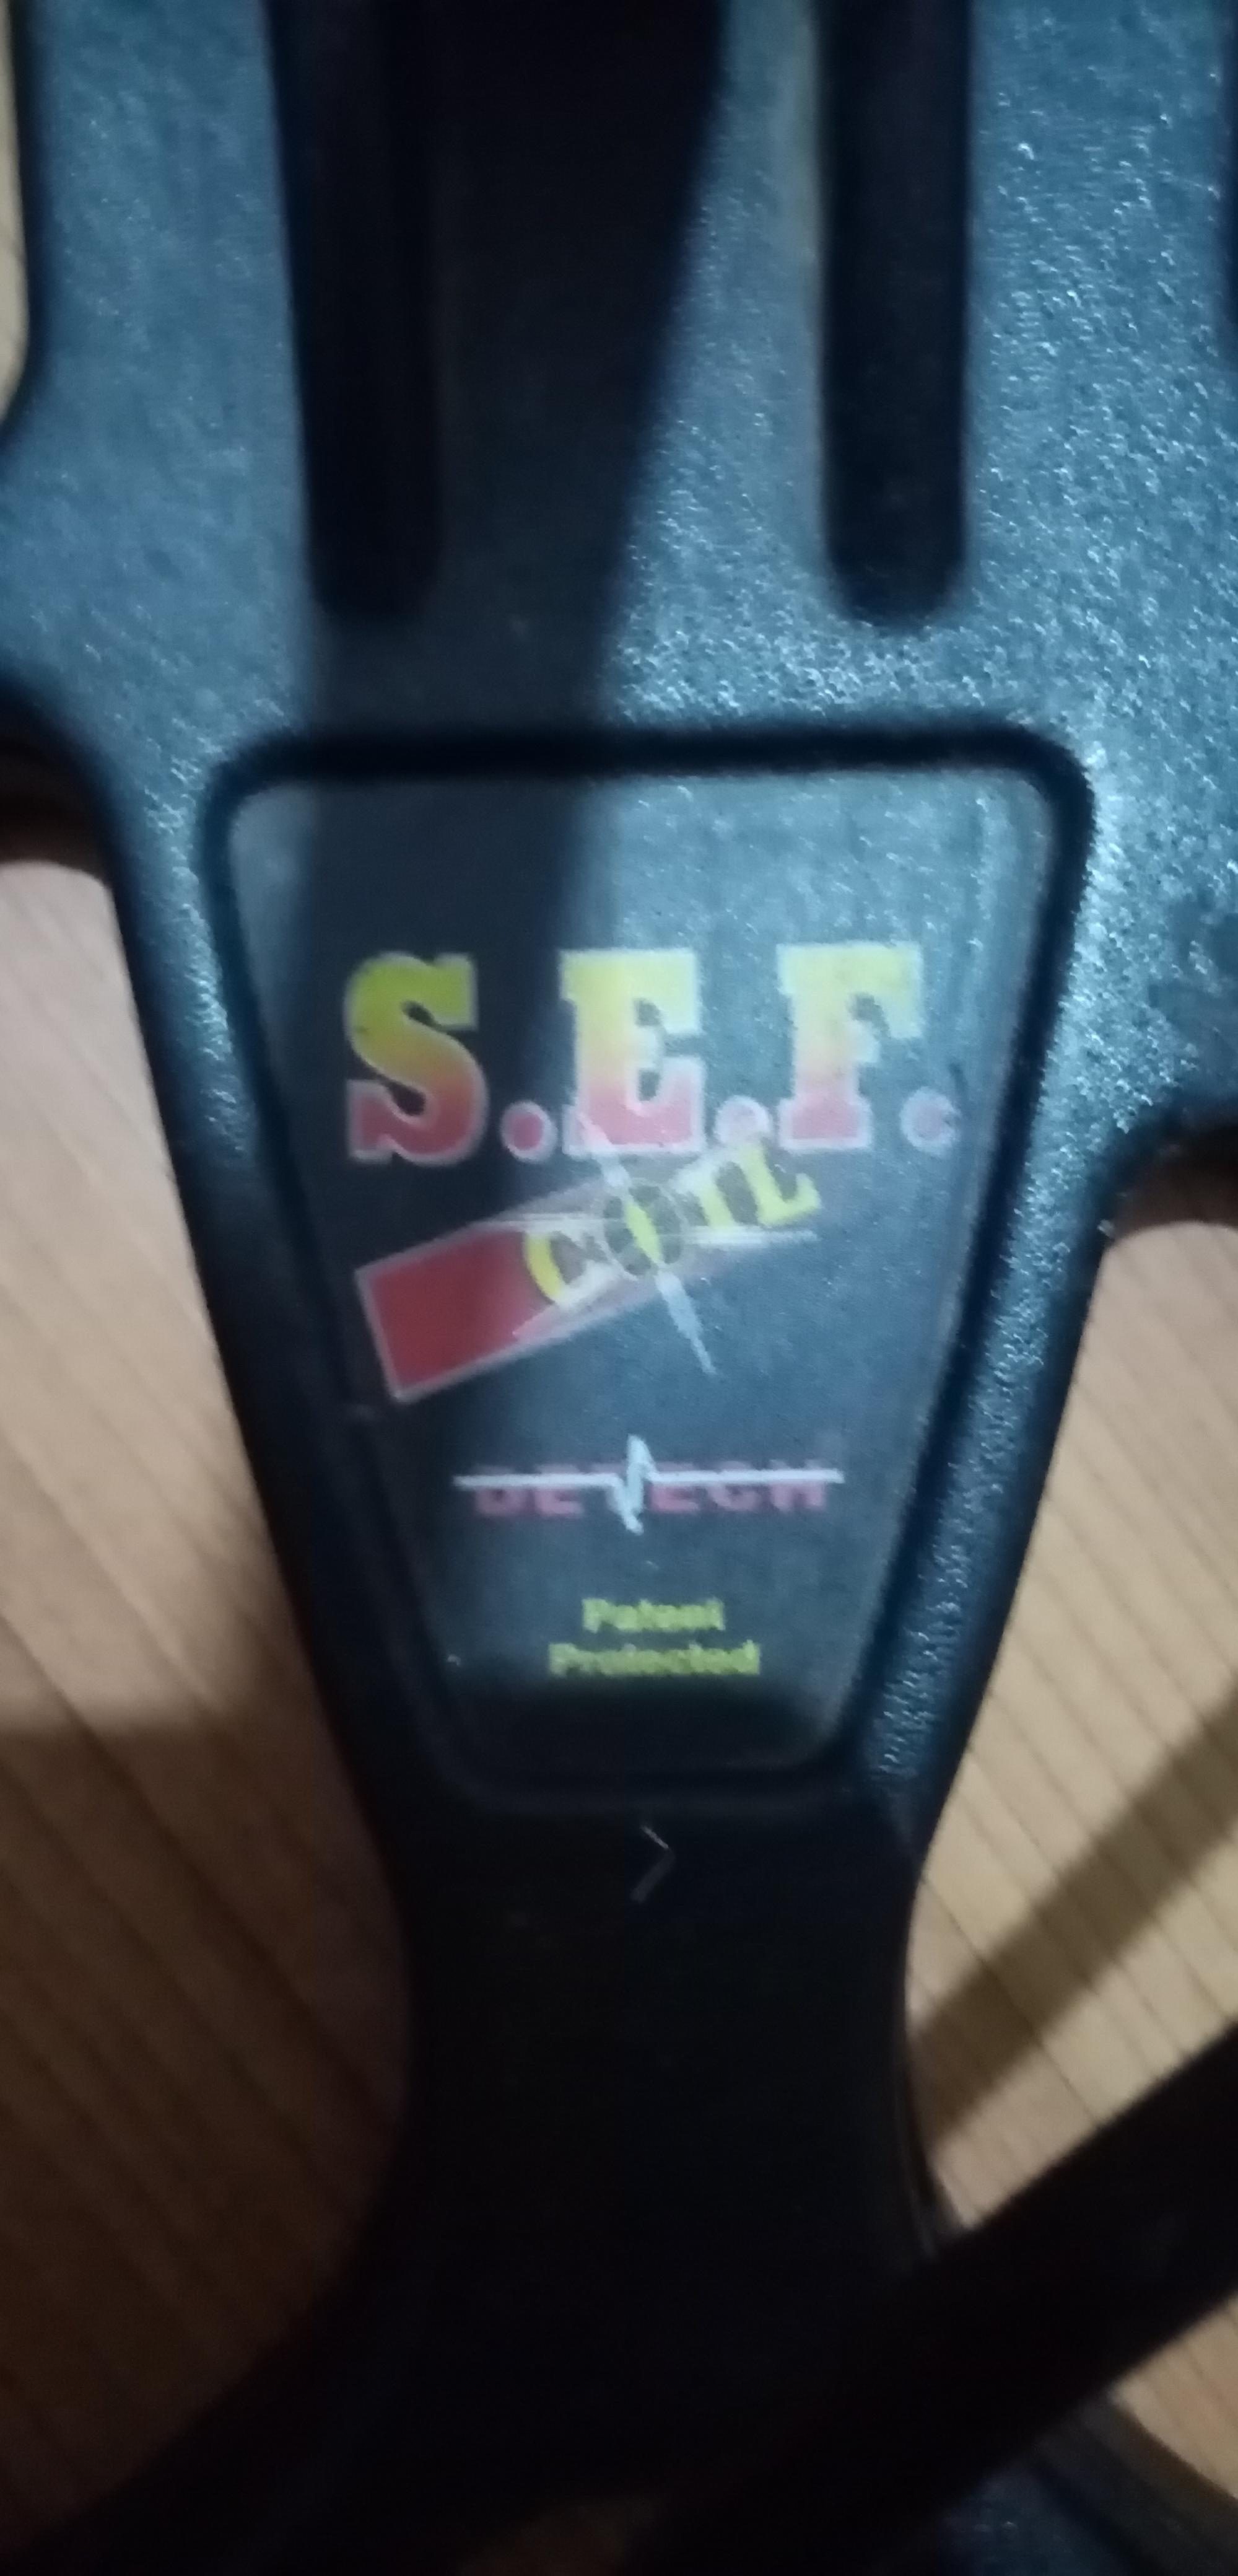 S.E.F.
COIL
DETECH
Patent
Protected